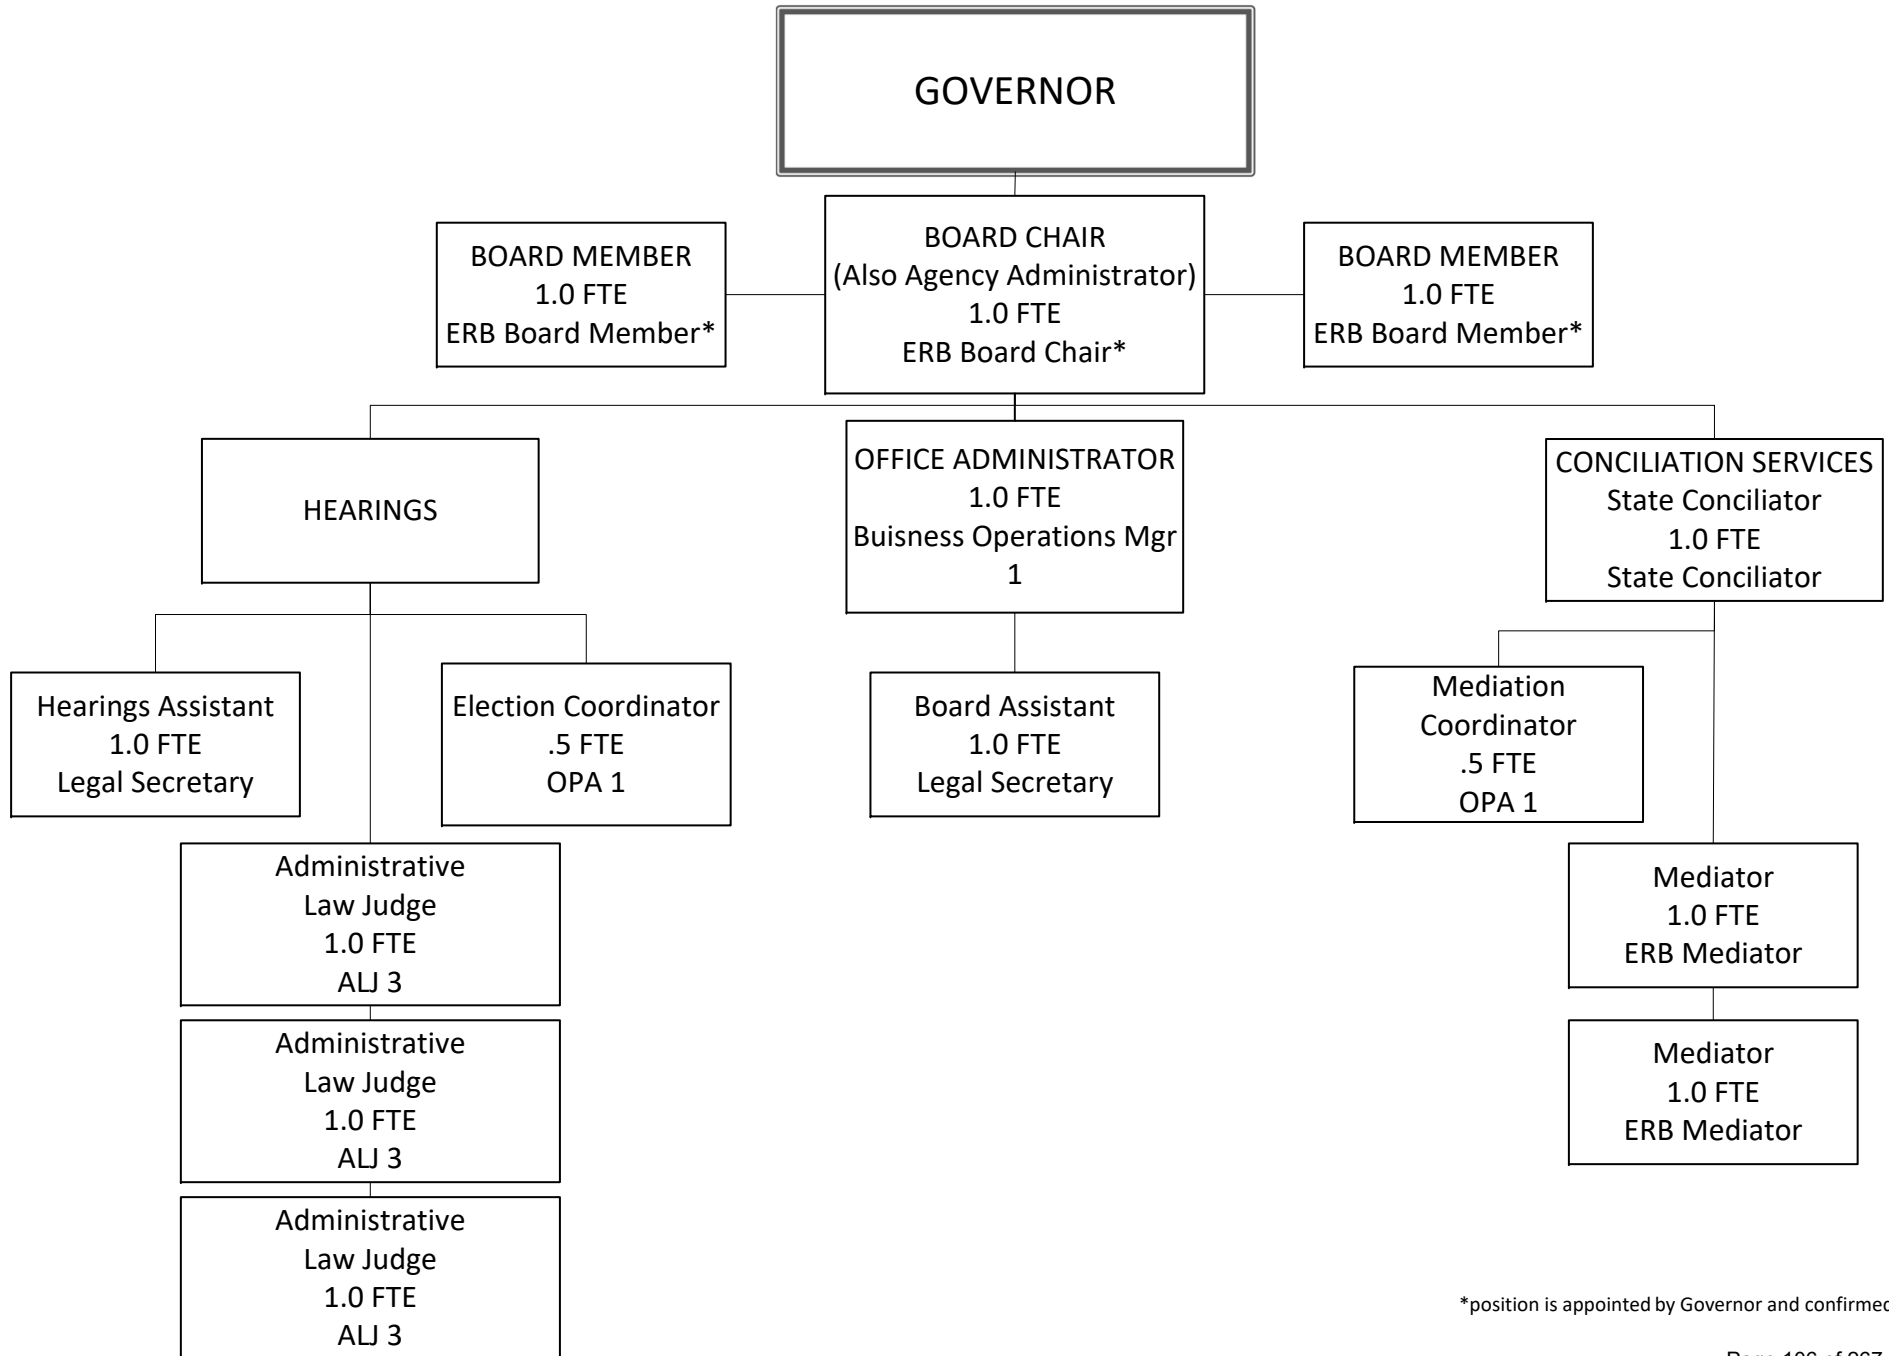 GOVERNOR
BOARD MEMBER
1.0 FTE
ERB Board Member*
BOARD CHAIR
(Also Agency Administrator)
1.0 FTE
ERB Board Chair*
BOARD MEMBER
1.0 FTE
ERB Board Member*
HEARINGS
OFFICE ADMINISTRATOR
1.0 FTE
Buisness Operations Mgr
1
CONCILIATION SERVICES
State Conciliator
1.0 FTE
State Conciliator
Hearings Assistant
1.0 FTE
Legal Secretary
Election Coordinator
.5 FTE
OPA 1
Board Assistant
1.0 FTE
Legal Secretary
Mediation
Coordinator
.5 FTE
OPA 1
Administrative
Law Judge
1.0 FTE
ALJ 3
Mediator
1.0 FTE
ERB Mediator
Administrative
Law Judge
1.0 FTE
ALJ 3
Mediator
1.0 FTE
ERB Mediator
Administrative
Law Judge
1.0 FTE
ALJ 3
*position is appointed by Governor and confirmed